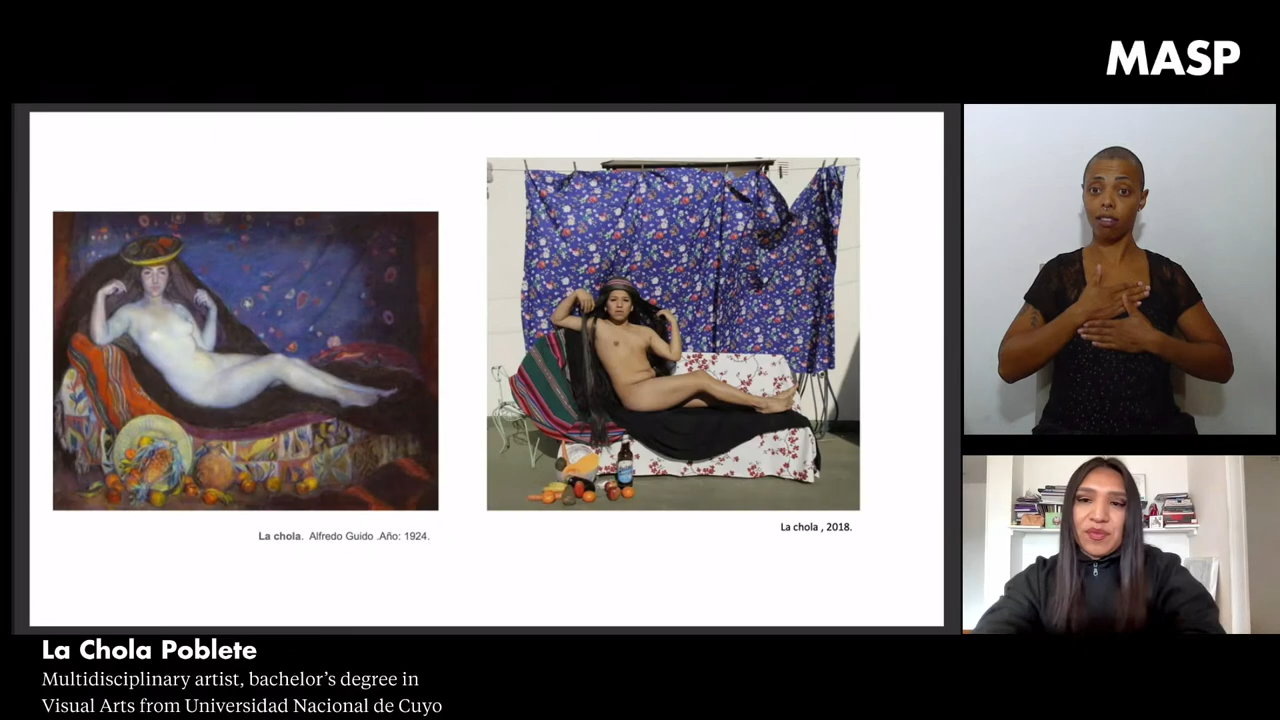 MASP
La chola. Alfredo Guido .Año: 1924.
La chola , 2018.
La Chola Poblete
Multidisciplinary artist, bachelor’s degree in
Visual Arts from Universidad Nacional de Cuyo